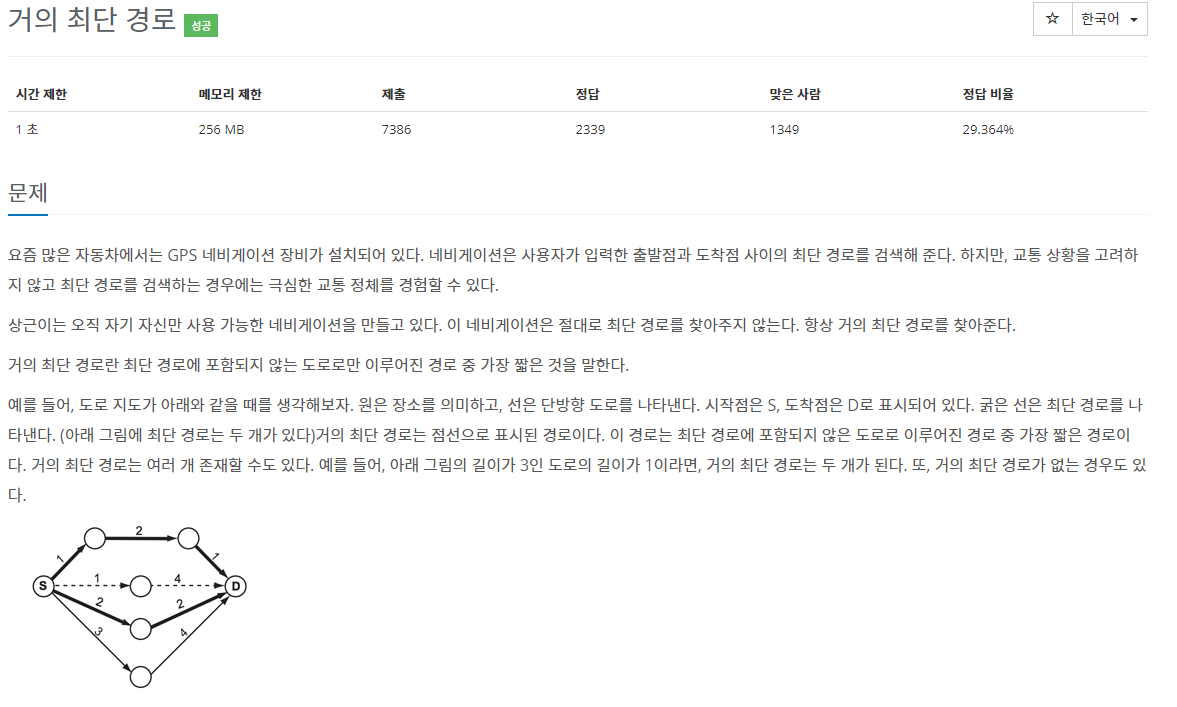 거의 최단 경로 성공
☆ 한국어
시간 제한 메모리 제한 제출 정답 맞은 사람 정답 비율
1 초 256 MB 7386 2339 1349 29.364%
문제
요즘 많은 자동차에서는 GPS 네비게이션 장비가 설치되어 있다. 네비게이션은 사용자가 입력한 출발점과 도착점 사이의 최단 경로를 검색해 준다. 하지만, 교통 상황을 고려하
지 않고 최단 경로를 검색하는 경우에는 극심한 교통 정체를 경험할 수 있다.
상근이는 오직 자기 자신만 사용 가능한 네비게이션을 만들고 있다. 이 네비게이션은 절대로 최단 경로를 찾아주지 않는다. 항상 거의 최단 경로를 찾아준다.
거의 최단 경로란 최단 경로에 포함되지 않는 도로로만 이루어진 경로 중 가장 짧은 것을 말한다.
예를 들어, 도로 지도가 아래와 같을 때를 생각해보자. 원은 장소를 의미하고, 선은 단방향 도로를 나타낸다. 시작점은 S, 도착점은 D로 표시되어 있다. 굵은 선은 최단 경로를 나
타낸다. (아래 그림에 최단 경로는 두 개가 있다)거의 최단 경로는 점선으로 표시된 경로이다. 이 경로는 최단 경로에 포함되지 않은 도로로 이루어진 경로 중 가장 짧은 경로이
다. 거의 최단 경로는 여러 개 존재할 수도 있다. 예를 들어, 아래 그림의 길이가 3인 도로의 길이가 1이라면, 거의 최단 경로는 두 개가 된다. 또, 거의 최단 경로가 없는 경우도 있
다.
2
1 1
S 1 4 D
2 2
3 4